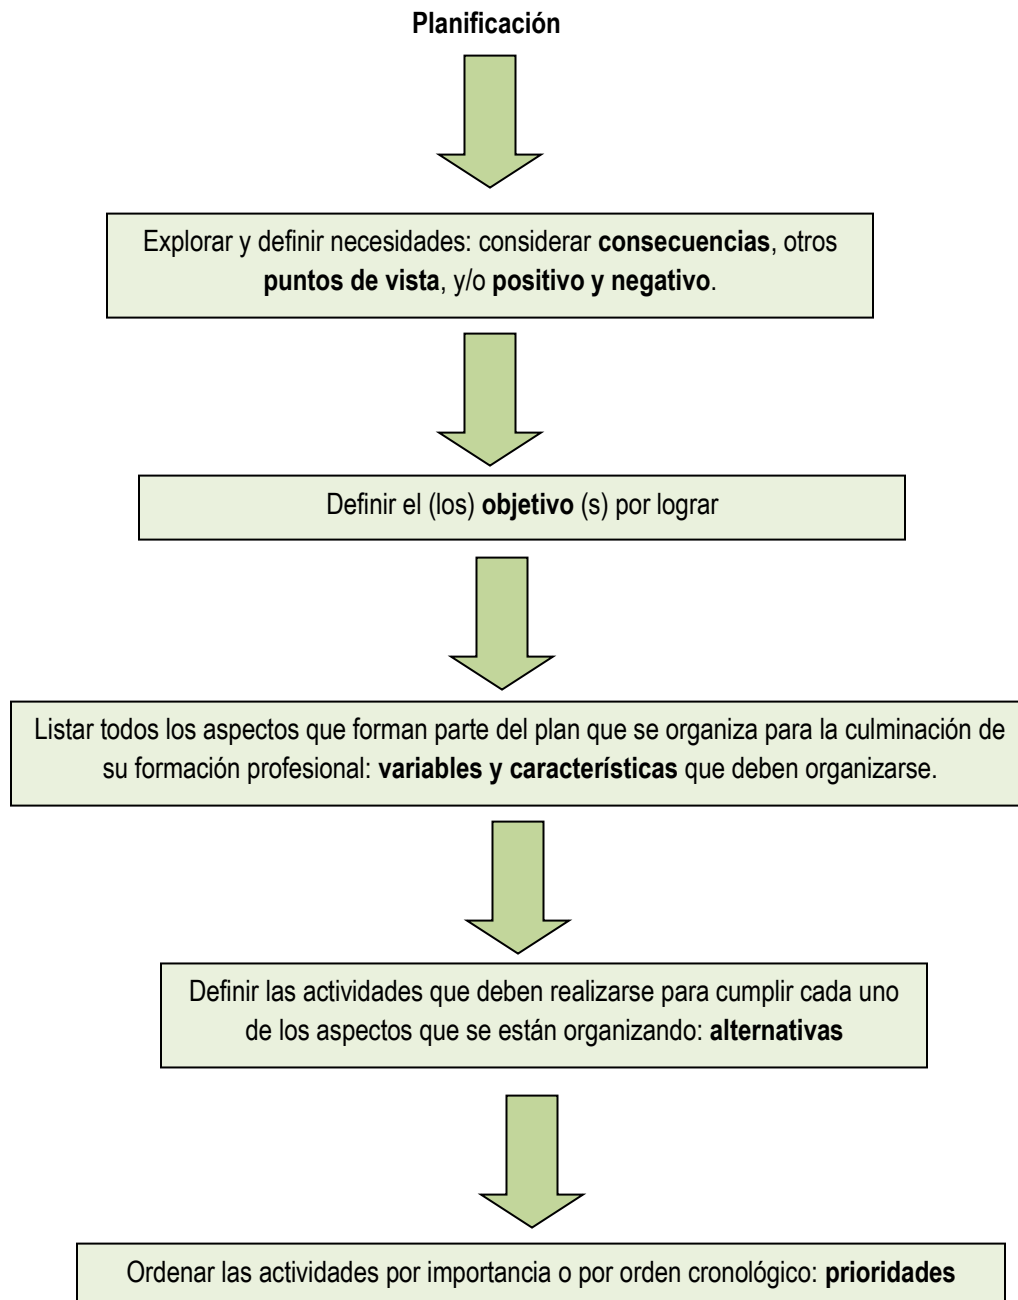 Planificación
Explorar y definir necesidades: considerar consecuencias, otros
puntos de vista, y/o positivo y negativo.
Definir el (los) objetivo (s) por lograr
Listar todos los aspectos que forman parte del plan que se organiza para la culminación de
su formación profesional: variables y características que deben organizarse.
Definir las actividades que deben realizarse para cumplir cada uno
de los aspectos que se están organizando: alternativas
Ordenar las actividades por importancia o por orden cronológico: prioridades